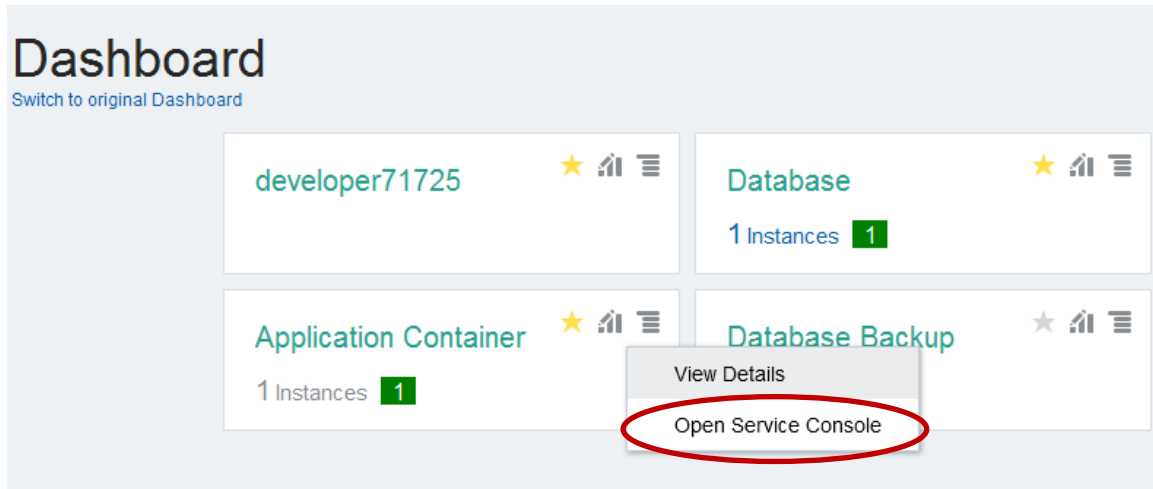 Dashboard
Switch to original Dashboard
developer71725
Database
1 Instances 1
Application Container
1 Instances 1
Database Backup
View Details
Open Service Console